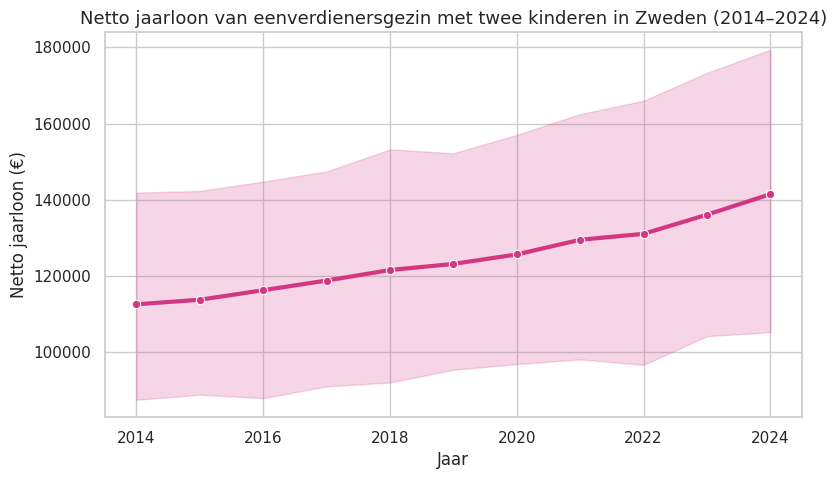 Netto jaarloon van eenverdienersgezin met twee kinderen in Zweden (2014–2024)
180000
160000
140000
120000
100000
Netto jaarloon (€)
2014 2016 2018 2020 2022 2024
Jaar